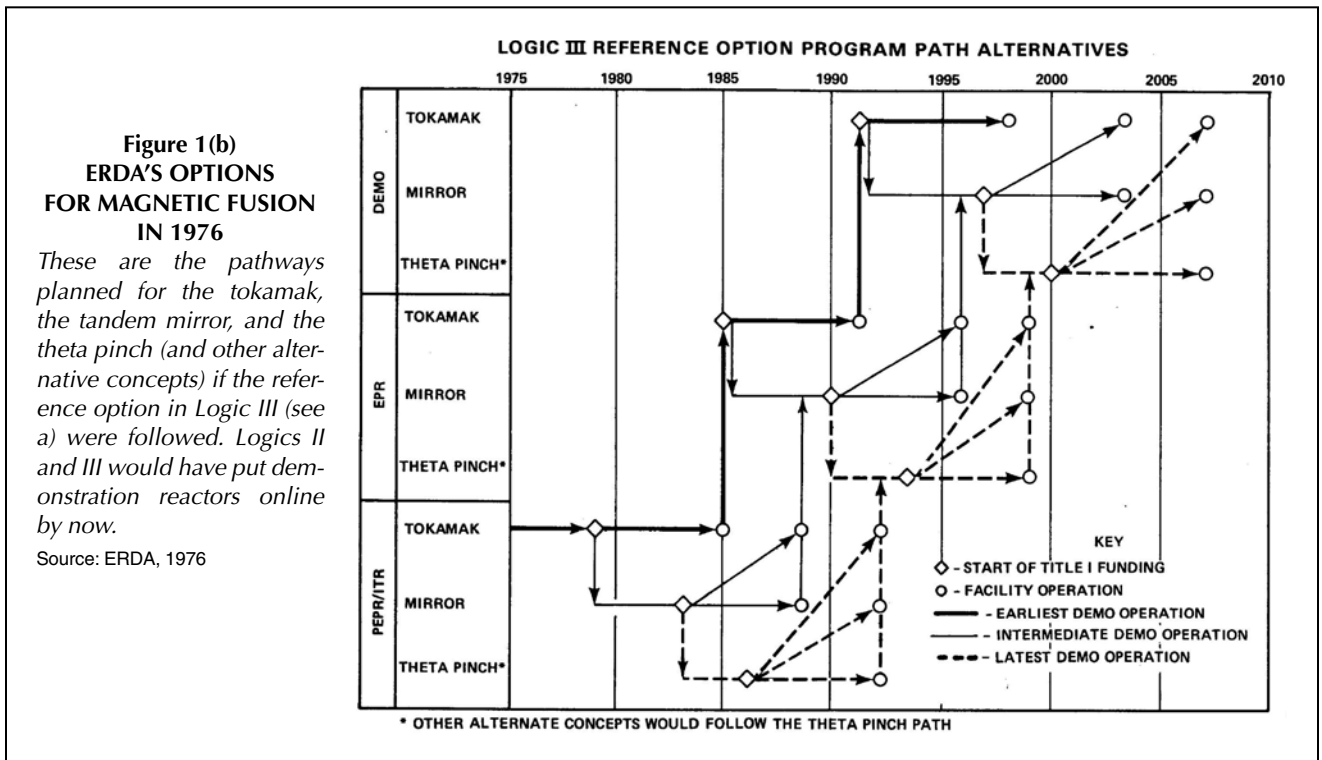 Figure 1(b)
ERDA'S OPTIONS
FOR MAGNETIC FUSION
IN 1976
These are the pathways
planned for the tokamak,
the tandem mirror, and the
theta pinch (and other alter-
native concepts) if the refer-
ence option in Logic III (see
a) were followed. Logics II
and III would have put dem-
onstration reactors online
by now.
Source: ERDA, 1976
LOGIC III REFERENCE OPTION PROGRAM PATH ALTERNATIVES
1975 1980 1985 1990 1995 2000 2005 2010
DEMO
TOKAMAK
MIRROR
THETA PINCH*
EPR
TOKAMAK
MIRROR
THETA PINCH*
PEPR/ITR
TOKAMAK
MIRROR
THETA PINCH*
KEY
- START OF TITLE I FUNDING
- FACILITY OPERATION
- EARLIEST DEMO OPERATION
- INTERMEDIATE DEMO OPERATION
- LATEST DEMO OPERATION
* OTHER ALTERNATE CONCEPTS WOULD FOLLOW THE THETA PINCH PATH